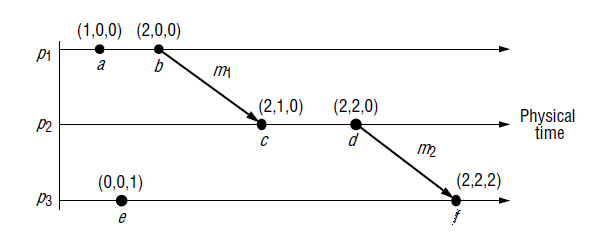 (1,0,0) (2,0,0)
p1
a b m1
(2,1,0) (2,2,0)
p2
Physical
time
c d
m2
(0,0,1) (2,2,2)
p3
e f